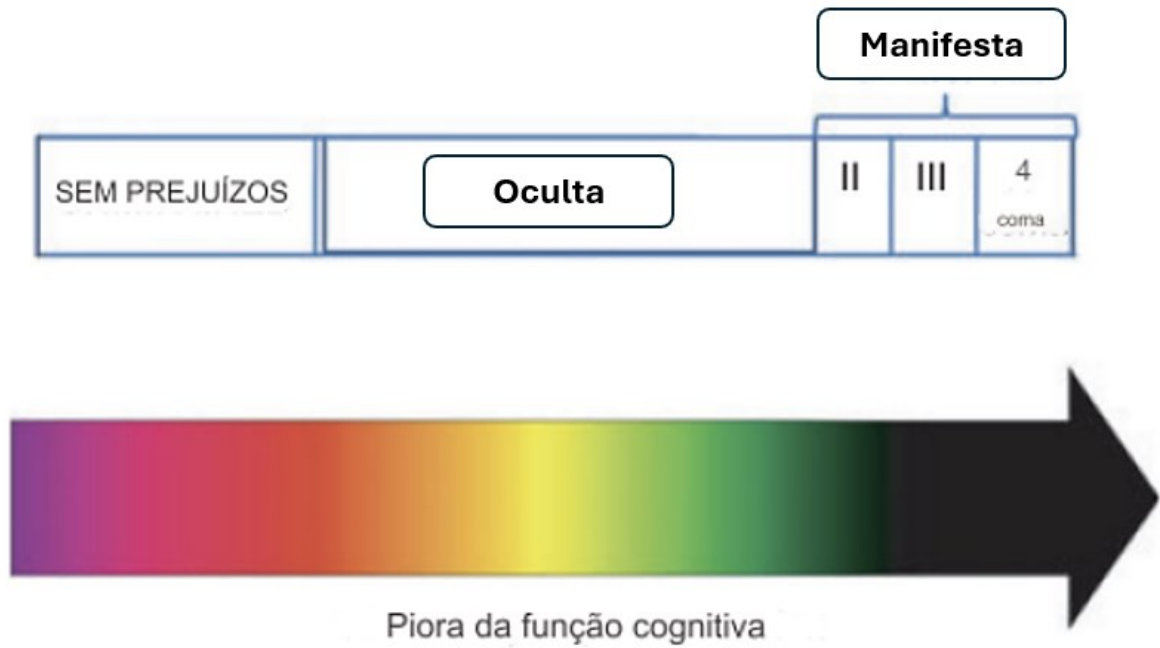 Manifesta
SEM PREJUÍZOS
Oculta
II
III
4
coma
Piora da função cognitiva